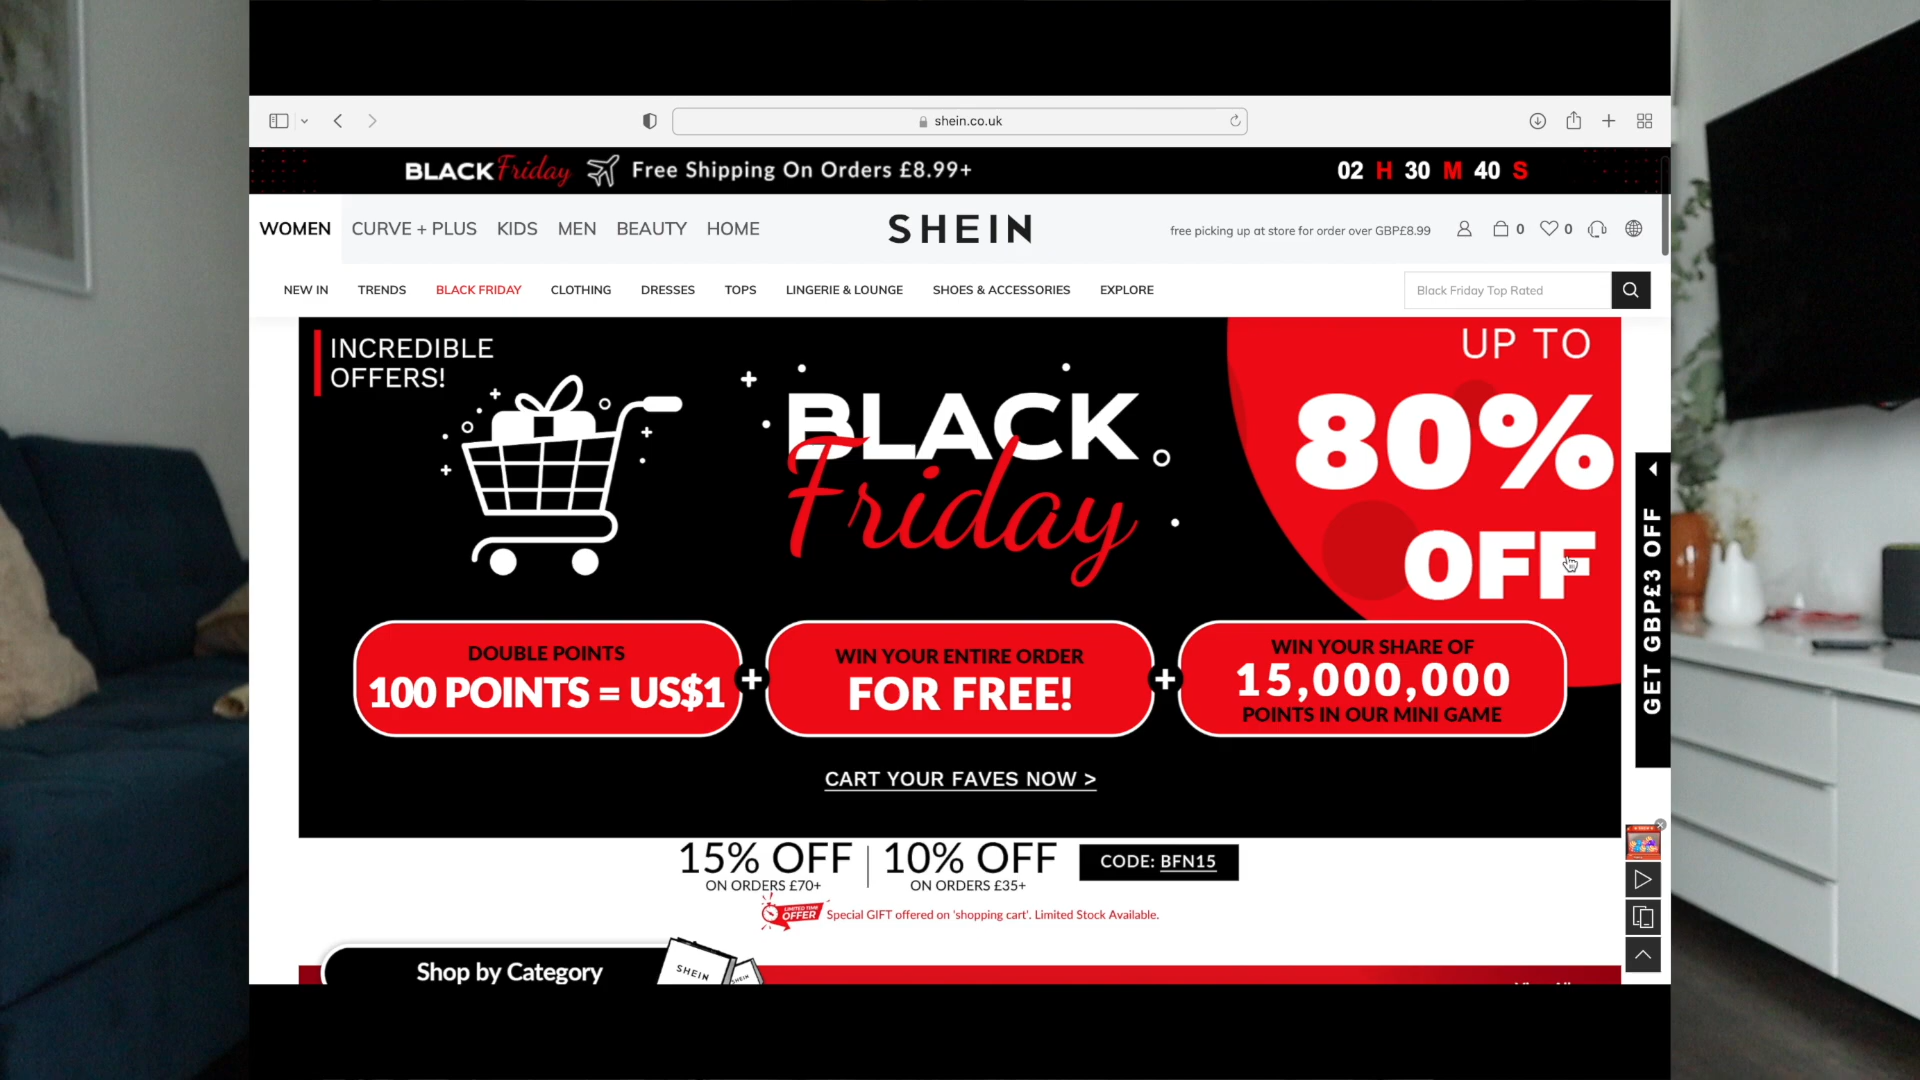 shein.co.uk
BLACK Friday Free Shipping On Orders £8.99+
02 H 30 M 40 S
WOMEN CURVE + PLUS KIDS MEN BEAUTY HOME
SHEIN
free picking up at store for order over GBP£8.99
0 0
NEW IN TRENDS BLACK FRIDAY CLOTHING DRESSES TOPS LINGERIE & LOUNGE SHOES & ACCESSORIES EXPLORE
Black Friday Top Rated
INCREDIBLE
OFFERS!
BLACK
Friday
UP TO
80%
OFF
GET GBP£3 OFF
DOUBLE POINTS
100 POINTS = US$1
+
WIN YOUR ENTIRE ORDER
FOR FREE!
+
WIN YOUR SHARE OF
15,000,000
POINTS IN OUR MINI GAME
CART YOUR FAVES NOW >
15% OFF
ON ORDERS £70+
10% OFF
ON ORDERS £35+
CODE: BFN15
LIMITED TIME
OFFER
Special GIFT offered on 'shopping cart'. Limited Stock Available.
Shop by Category
SHEIN
SHEIN